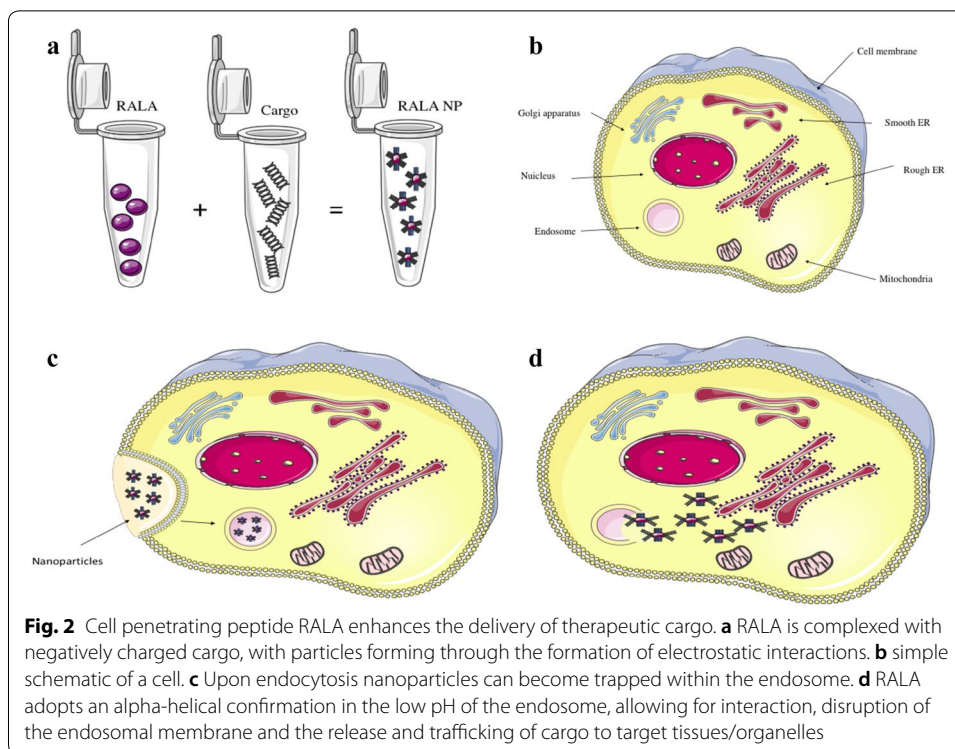 a
RALA
+
Cargo
=
RALA NP
b
Cell membrane
Golgi apparatus
Smooth ER
Nuicleus
Rough ER
Endosome
Mitochondria
c
Nanoparticles
d
Fig. 2 Cell penetrating peptide RALA enhances the delivery of therapeutic cargo. a RALA is complexed with
negatively charged cargo, with particles forming through the formation of electrostatic interactions. b simple
schematic of a cell. c Upon endocytosis nanoparticles can become trapped within the endosome. d RALA
adopts an alpha-helical confirmation in the low pH of the endosome, allowing for interaction, disruption of
the endosomal membrane and the release and trafficking of cargo to target tissues/organelles